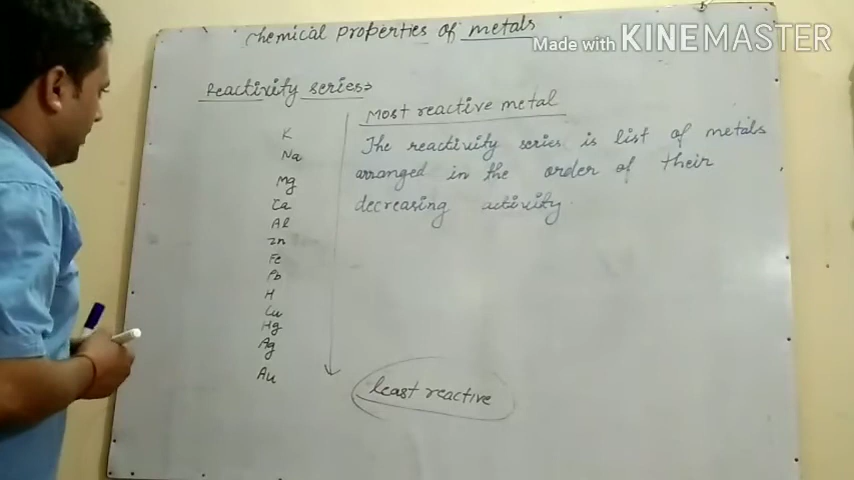 Chemical properties of metals
Made with KINEMASTER
Reactivity series
Most reactive metal
K
Na
Mg
Ca
Al
Zn
Fe
Pb
H
Cu
Hg
Ag
Au
The reactivity series is list of metals
arranged in the order of their
decreasing activity.
least reactive